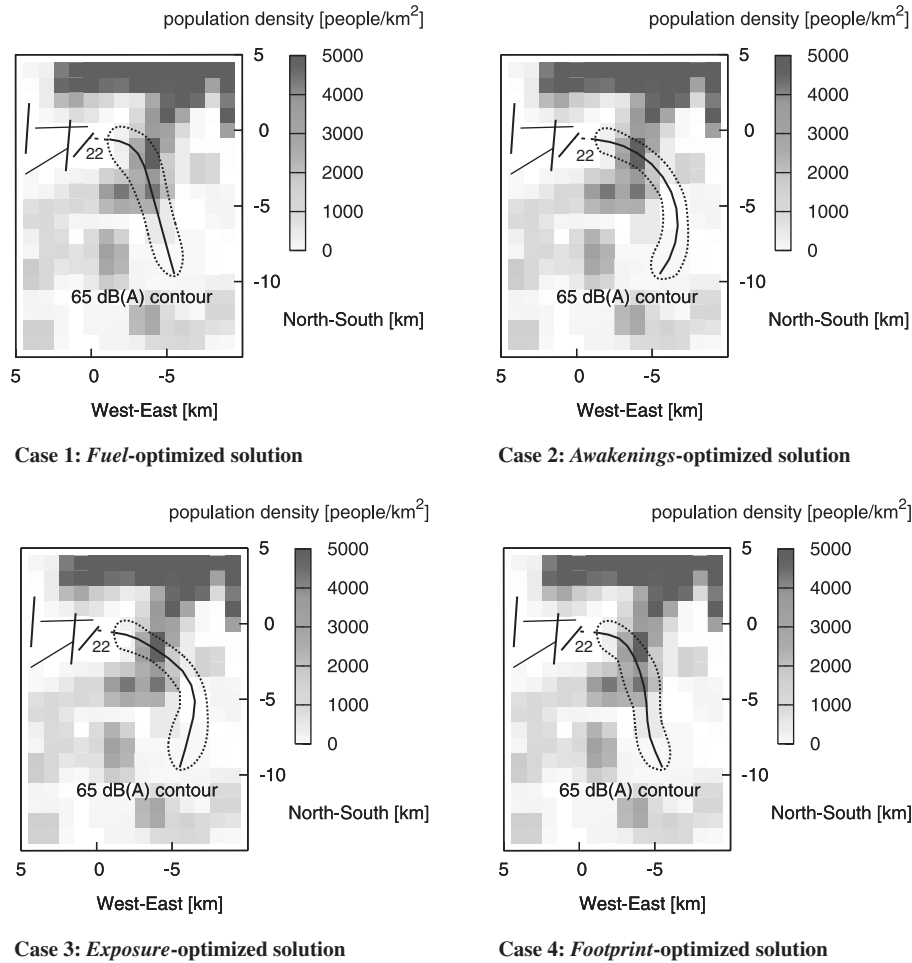 population density [people/km²]
5
5000
4000
0
3000
22
2000
-5
1000
0
-10
65 dB(A) contour
North-South [km]
5 0 -5
West-East [km]
Case 1: Fuel-optimized solution
population density [people/km²]
5
5000
4000
0
3000
22
2000
-5
1000
0
-10
65 dB(A) contour
North-South [km]
5 0 -5
West-East [km]
Case 2: Awakenings-optimized solution
population density [people/km²]
5
5000
4000
0
3000
22
2000
-5
1000
0
-10
65 dB(A) contour
North-South [km]
5 0 -5
West-East [km]
Case 3: Exposure-optimized solution
population density [people/km²]
5
5000
4000
0
3000
22
2000
-5
1000
0
-10
65 dB(A) contour
North-South [km]
5 0 -5
West-East [km]
Case 4: Footprint-optimized solution